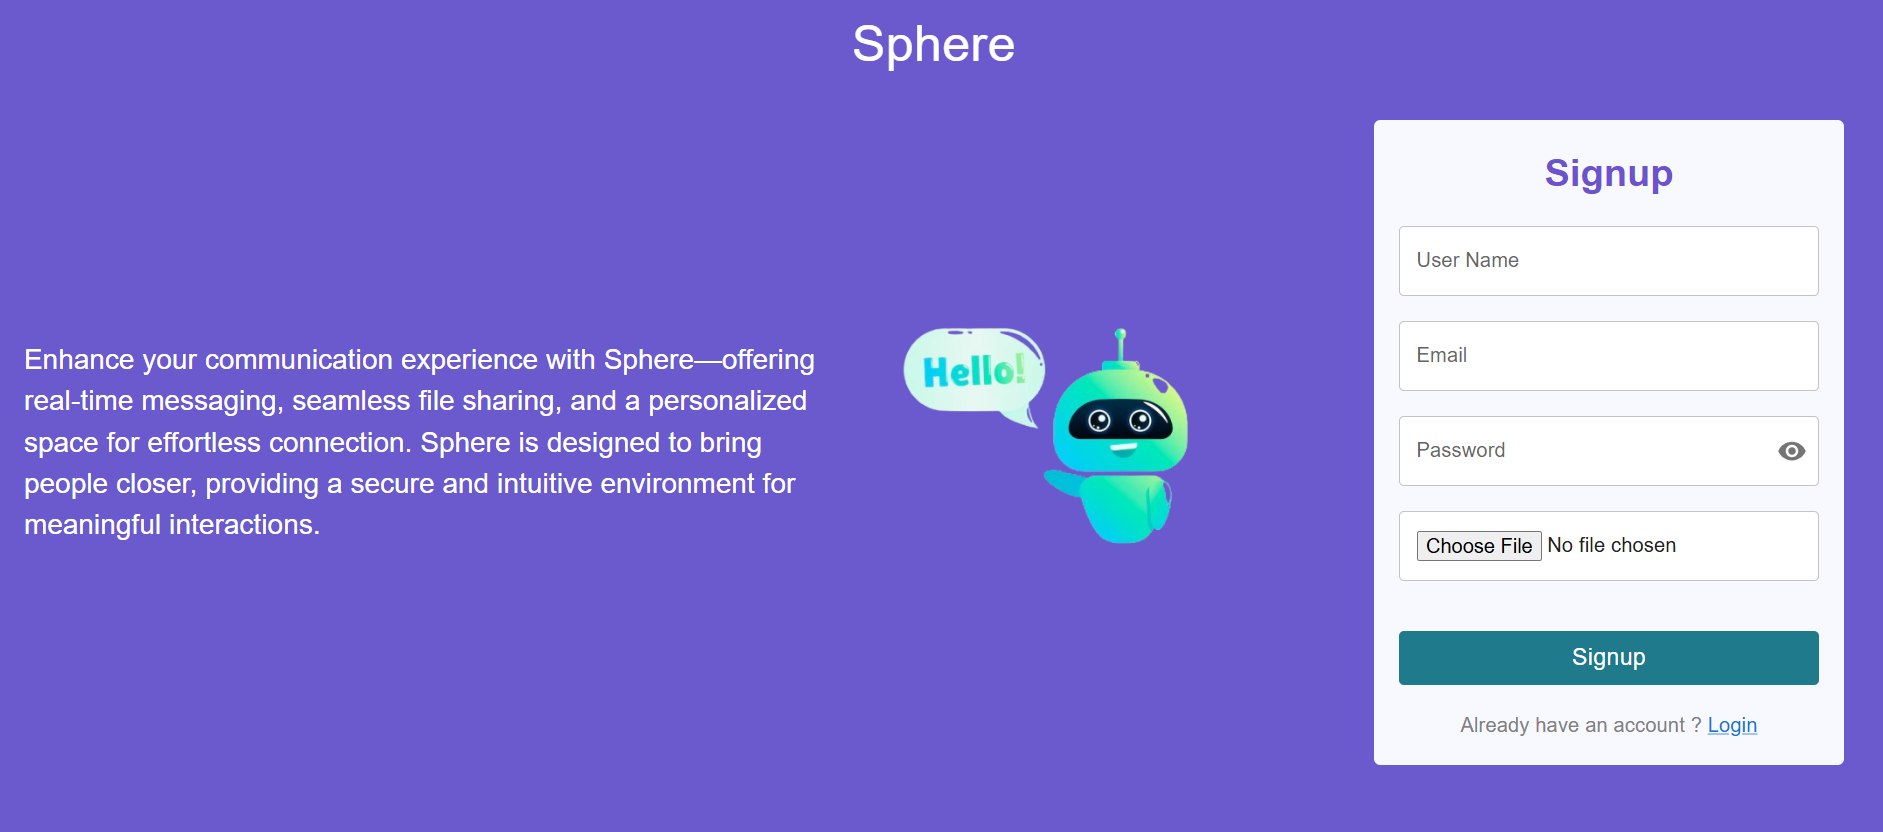 Sphere
Enhance your communication experience with Sphere—offering
real-time messaging, seamless file sharing, and a personalized
space for effortless connection. Sphere is designed to bring
people closer, providing a secure and intuitive environment for
meaningful interactions.
Hello!
Signup
User Name
Email
Password
Choose File No file chosen
Signup
Already have an account ? Login